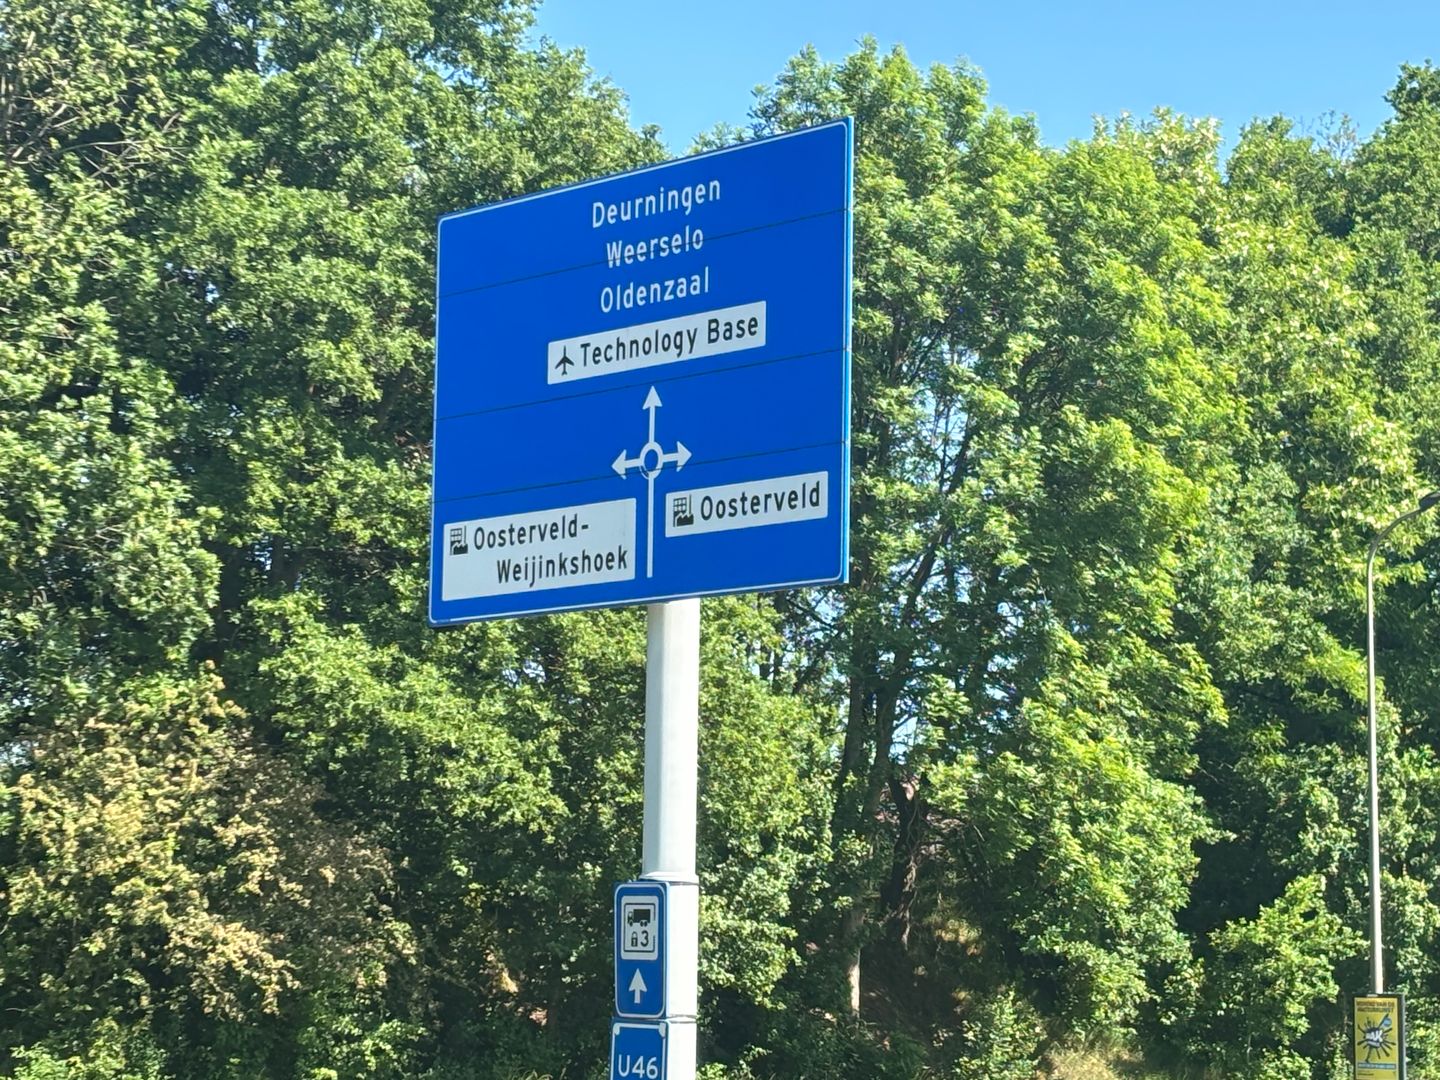 Deurningen
Weerselo
Oldenzaal
Technology Base
Oosterveld-
Weijinkshoek
Oosterveld
3
U46